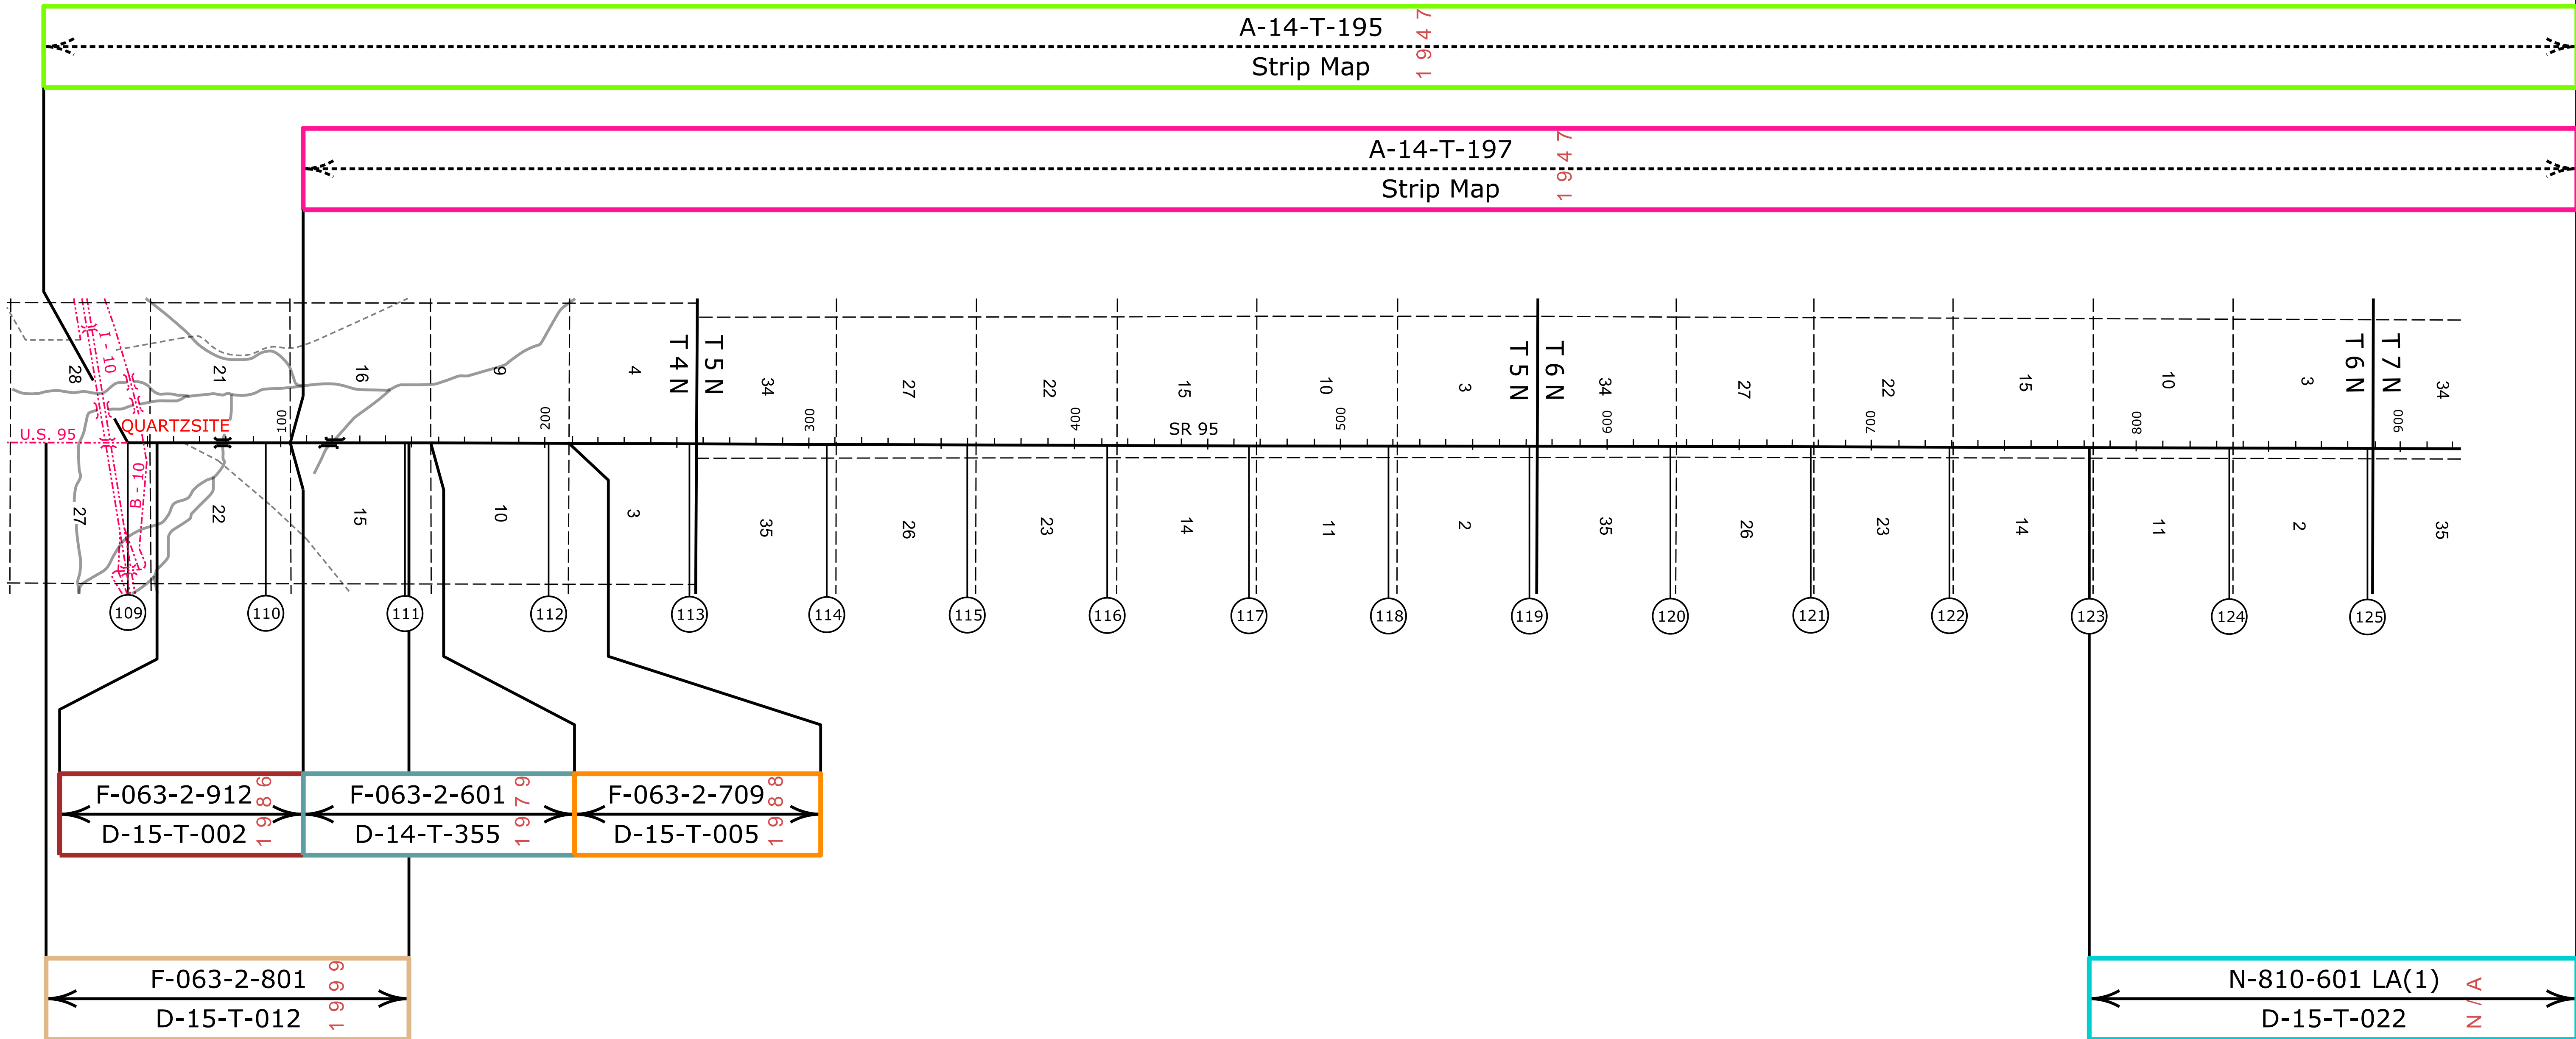 A-14-T-195
Strip Map
1947
A-14-T-197
Strip Map
1947
I - 10
28
21
16
9
4
T 4 N
T 5 N
34
27
22
15
10
3
T 5 N
T 6 N
34
27
22
15
10
3
T 6 N
T 7 N
34
U.S. 95
QUARTZSITE
100
200
300
400
SR 95
500
600
700
800
900
B - 10
27
22
15
10
3
35
26
23
14
11
2
35
26
23
14
11
2
35
109
110
111
112
113
114
115
116
117
118
119
120
121
122
123
124
125
F-063-2-912
D-15-T-002
1986
F-063-2-601
D-14-T-355
1979
F-063-2-709
D-15-T-005
1988
F-063-2-801
D-15-T-012
1999
N-810-601 LA(1)
D-15-T-022
N/A